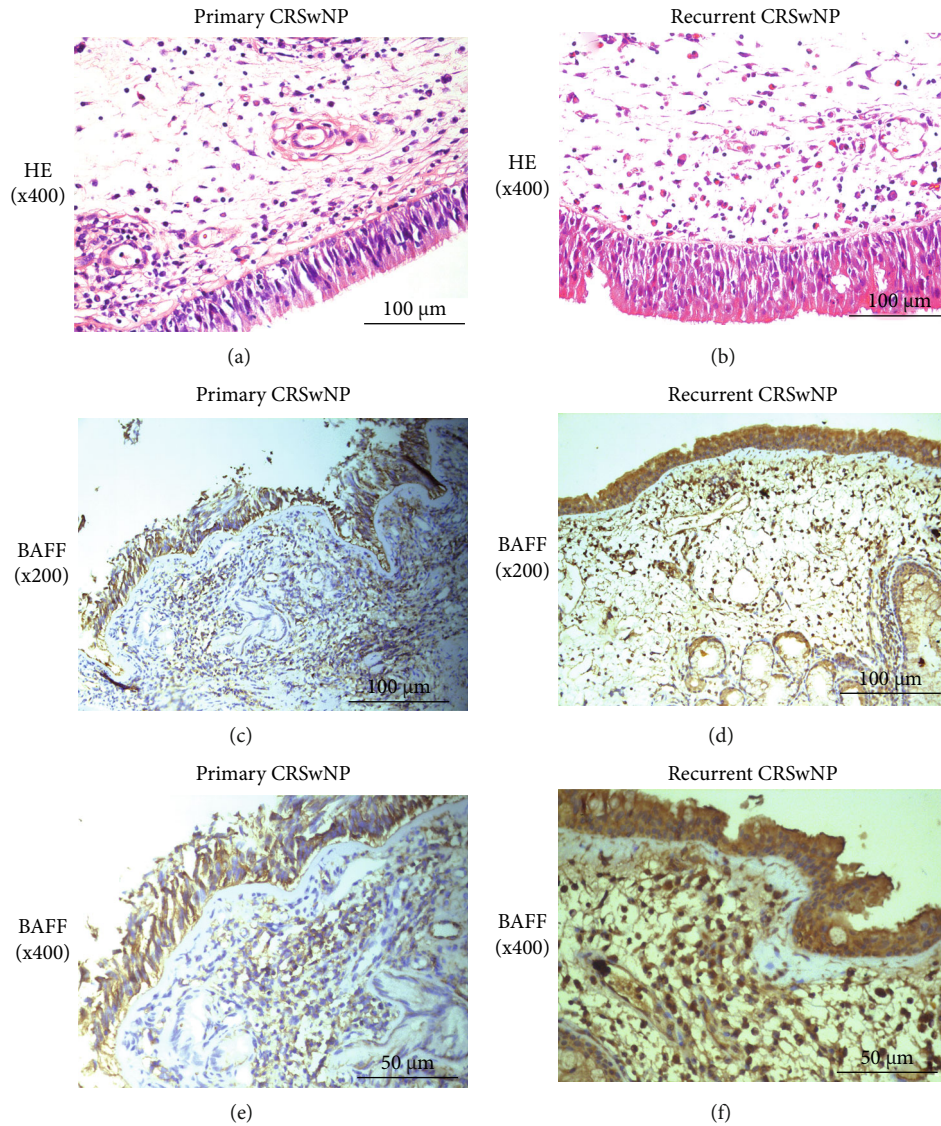 Primary CRSwNP
Recurrent CRSwNP
HE
(x400)
100 μm
HE
(x400)
100 μm
(a)
(b)
Primary CRSwNP
Recurrent CRSwNP
BAFF
(x200)
100 μm
BAFF
(x200)
100 μm
(c)
(d)
Primary CRSwNP
Recurrent CRSwNP
BAFF
(x400)
50 μm
BAFF
(x400)
50 μm
(e)
(f)